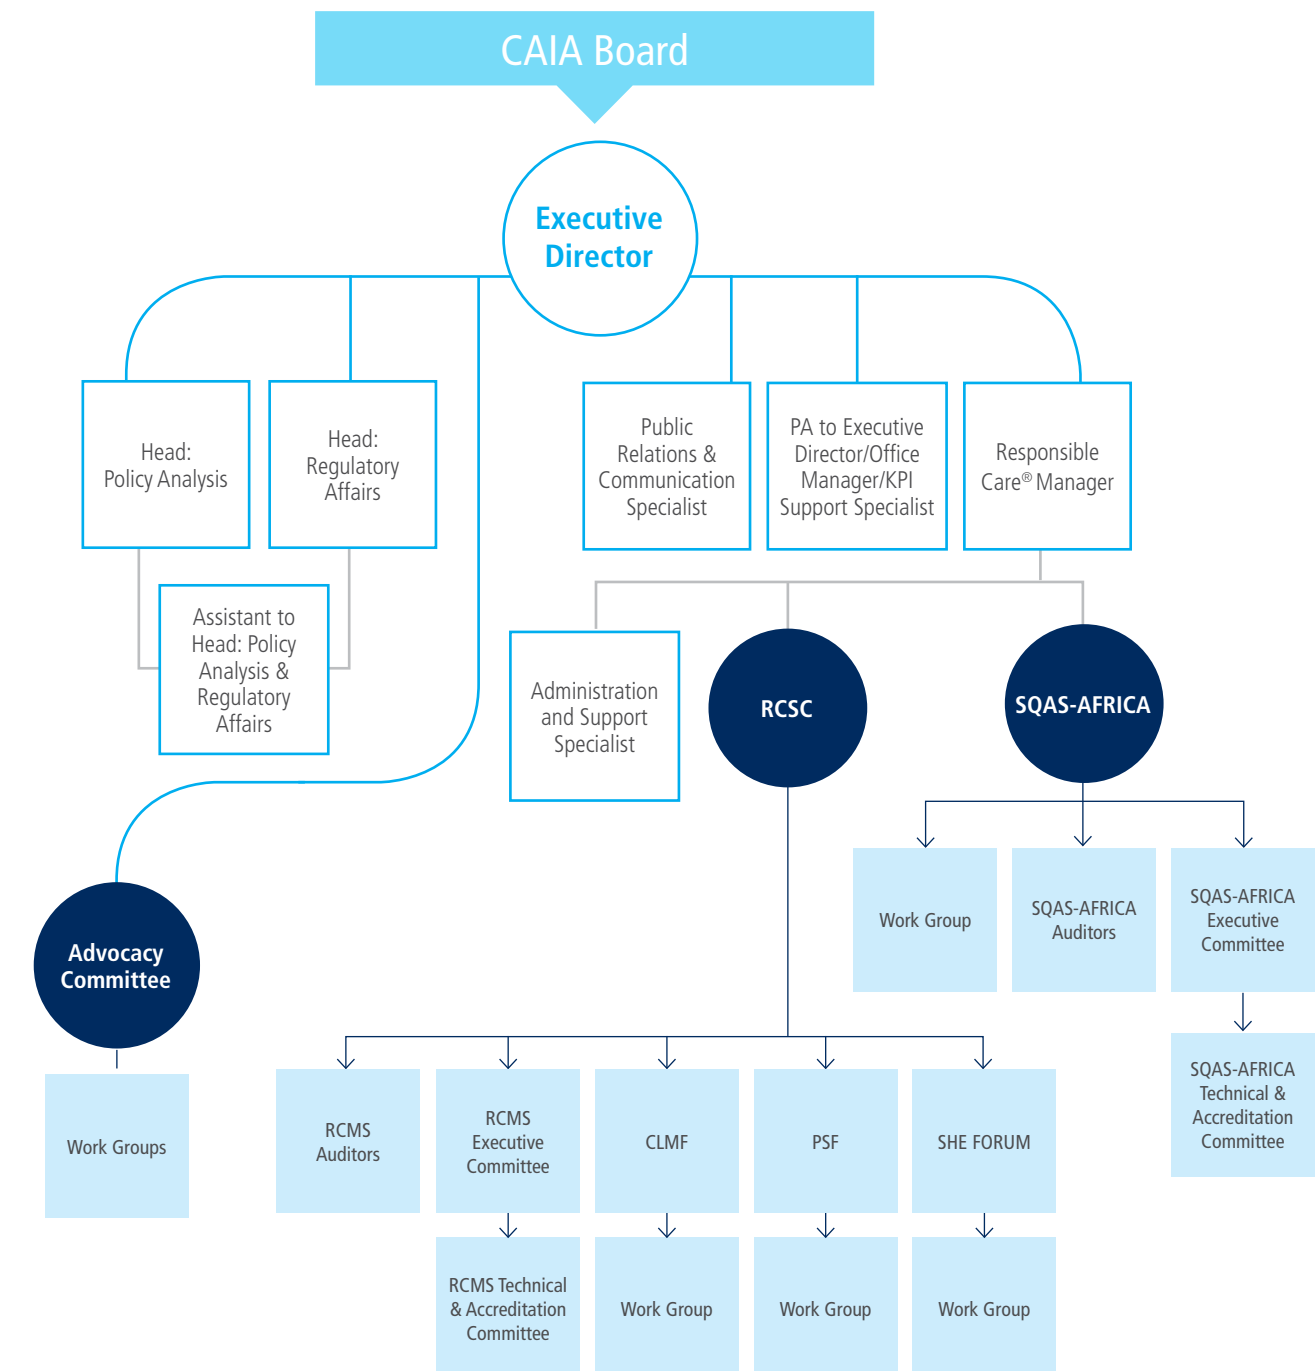 CAIA Board
Executive
Director
Head:
Policy Analysis
Head:
Regulatory
Affairs
Public
Relations &
Communication
Specialist
PA to Executive
Director/Office
Manager/KPI
Support Specialist
Responsible
Care® Manager
Assistant to
Head: Policy
Analysis &
Regulatory
Affairs
Administration
and Support
Specialist
RCSC
SQAS-AFRICA
Work Group
SQAS-AFRICA
Auditors
SQAS-AFRICA
Executive
Committee
Advocacy
Committee
SQAS-AFRICA
Technical &
Accreditation
Committee
Work Groups
RCMS
Auditors
RCMS
Executive
Committee
CLMF
PSF
SHE FORUM
RCMS Technical
& Accreditation
Committee
Work Group
Work Group
Work Group